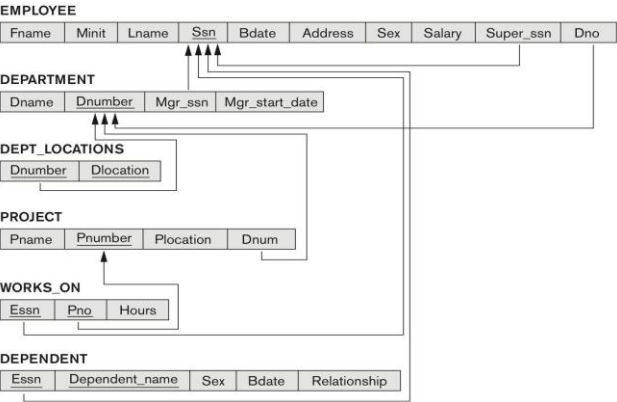 EMPLOYEE
Fname Minit Lname Ssn Bdate Address Sex Salary Super_ssn Dno
DEPARTMENT
Dname Dnumber Mgr_ssn Mgr_start_date
DEPT_LOCATIONS
Dnumber Dlocation
PROJECT
Pname Pnumber Plocation Dnum
WORKS_ON
Essn Pno Hours
DEPENDENT
Essn Dependent_name Sex Bdate Relationship